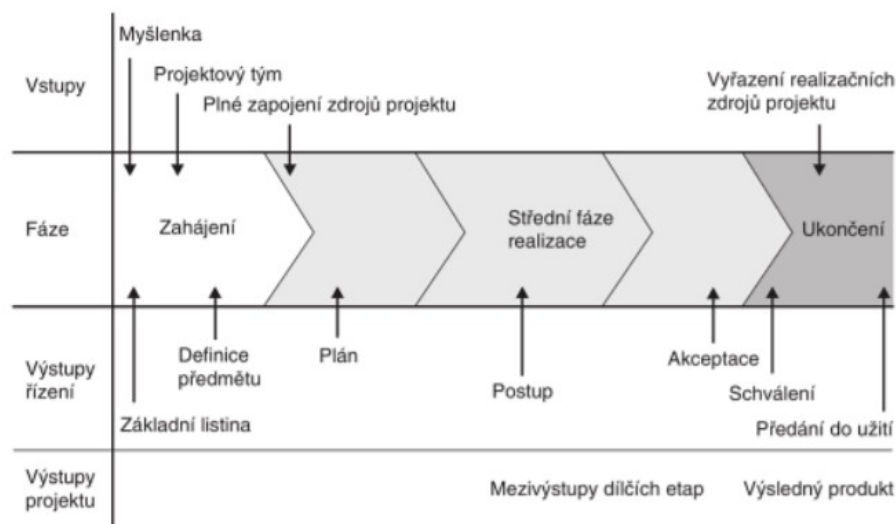 Myšlenka
Projektový tým
Plné zapojení zdrojů projektu
Vyřazení realizačních
zdrojů projektu
Vstupy
Fáze
Zahájení
Střední fáze
realizace
Ukončení
Výstupy
řízení
Definice
předmětu
Plán
Postup
Akceptace
Schválení
Základní listina
Předání do užití
Výstupy
projektu
Mezivýstupy dílčích etap
Výsledný produkt